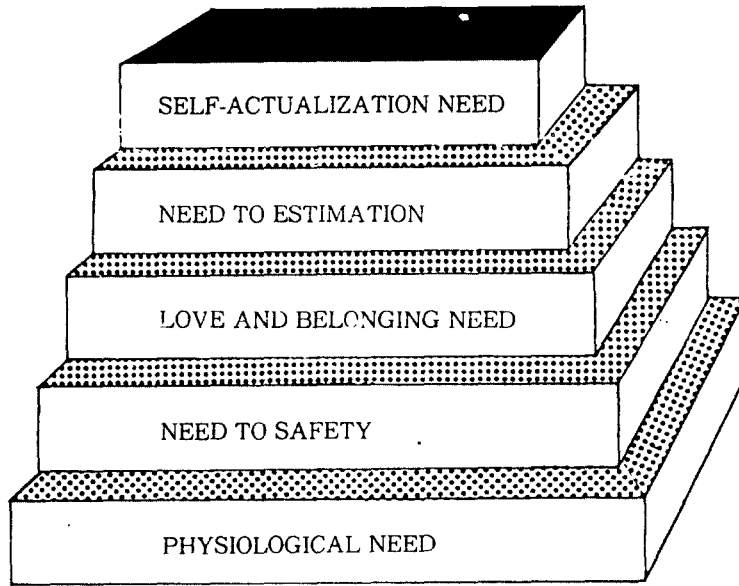 SELF-ACTUALIZATION NEED
NEED TO ESTIMATION
LOVE AND BELONGING NEED
NEED TO SAFETY
PHYSIOLOGICAL NEED